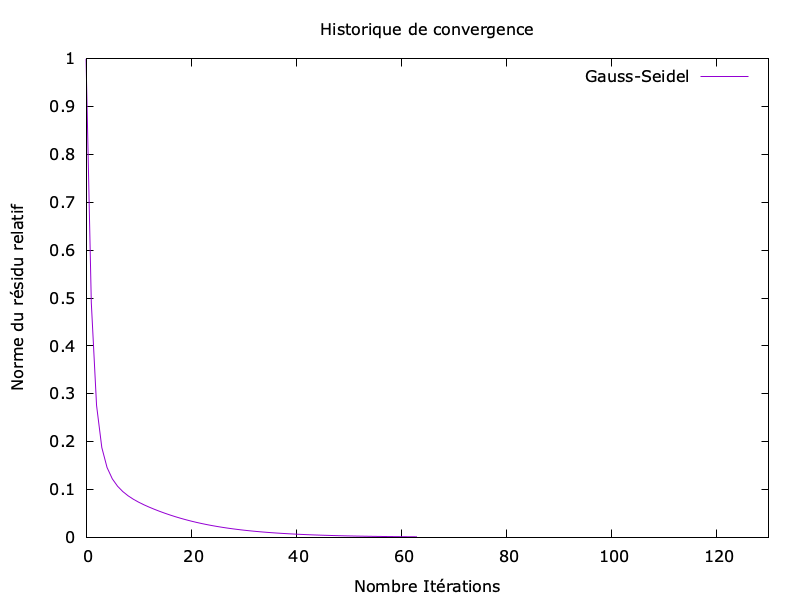 Historique de convergence
Gauss-Seidel
1
0.9
0.8
0.7
0.6
0.5
0.4
0.3
0.2
0.1
0
Norme du résidu relatif
0 20 40 60 80 100 120
Nombre Itérations